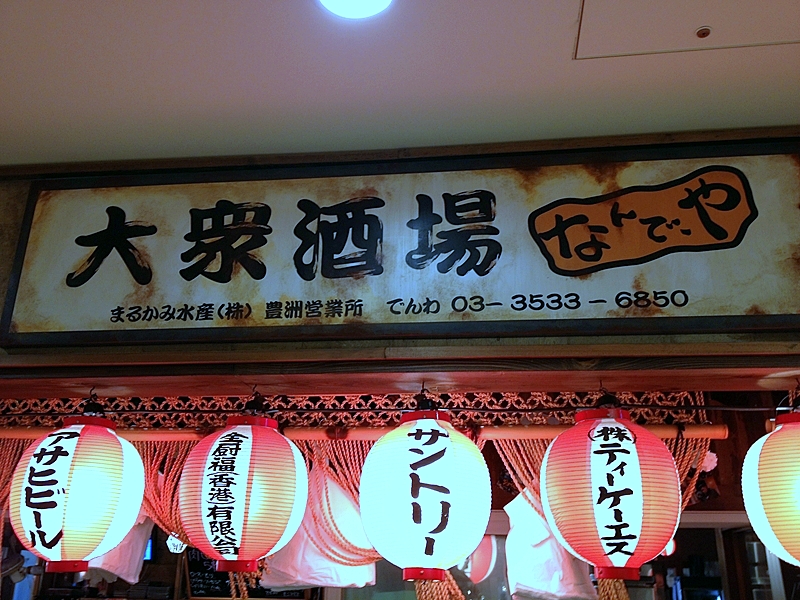 大衆酒場 なんでや
まるかみ水産(株) 豊洲営業所 でんわ 03-3533-6850
アサヒビール
金厨福(香港)有限公司
サントリー
(株)ティーケーエス